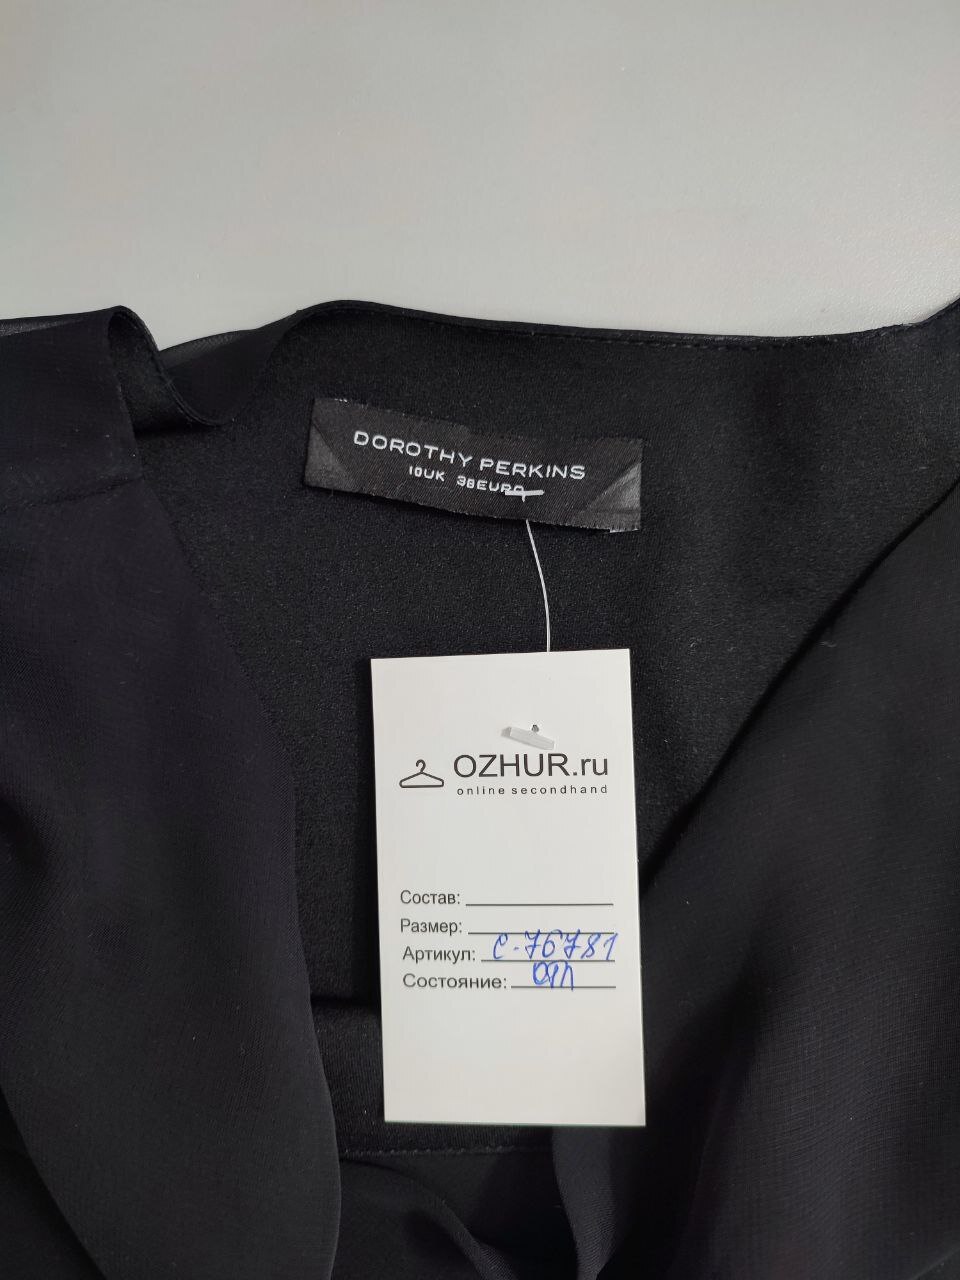 DOROTHY PERKINS
10UK 38EURO
OZHUR.ru
online secondhand
Состав:
Размер:
Артикул: с-76781
Состояние: